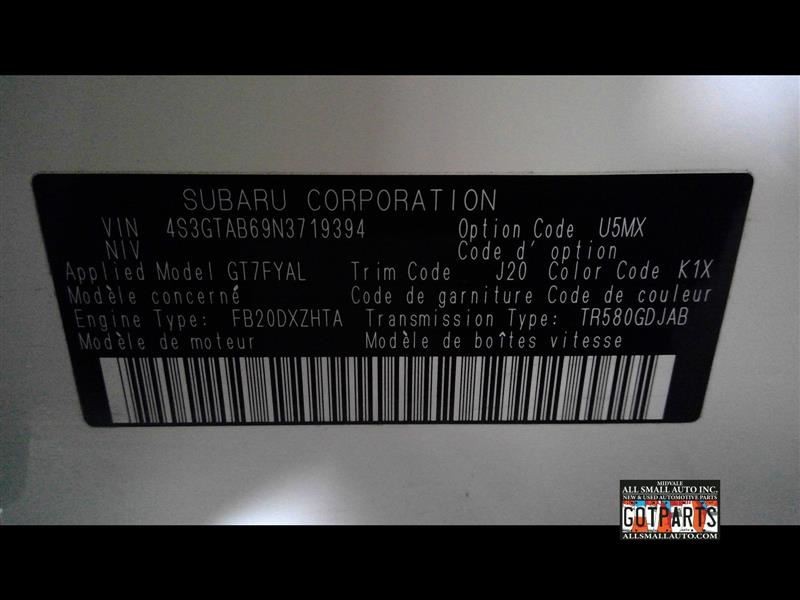 SUBARU CORPORATION
VIN 4S3GTAB69N3719394 Option Code U5MX
NIV Code d' option
Applied Model GT7FYAL Trim Code J20 Color Code K1X
Modèle concerné Code de garniture Code de couleur
Engine Type: FB20DXZHTA Transmission Type: TR580GDJAB
Modèle de moteur Modèle de boîtes vitesse
MIDVALE
ALL SMALL AUTO INC.
NEW & USED AUTOMOTIVE PARTS
GOTPARTS
ALLSMALLAUTO.COM